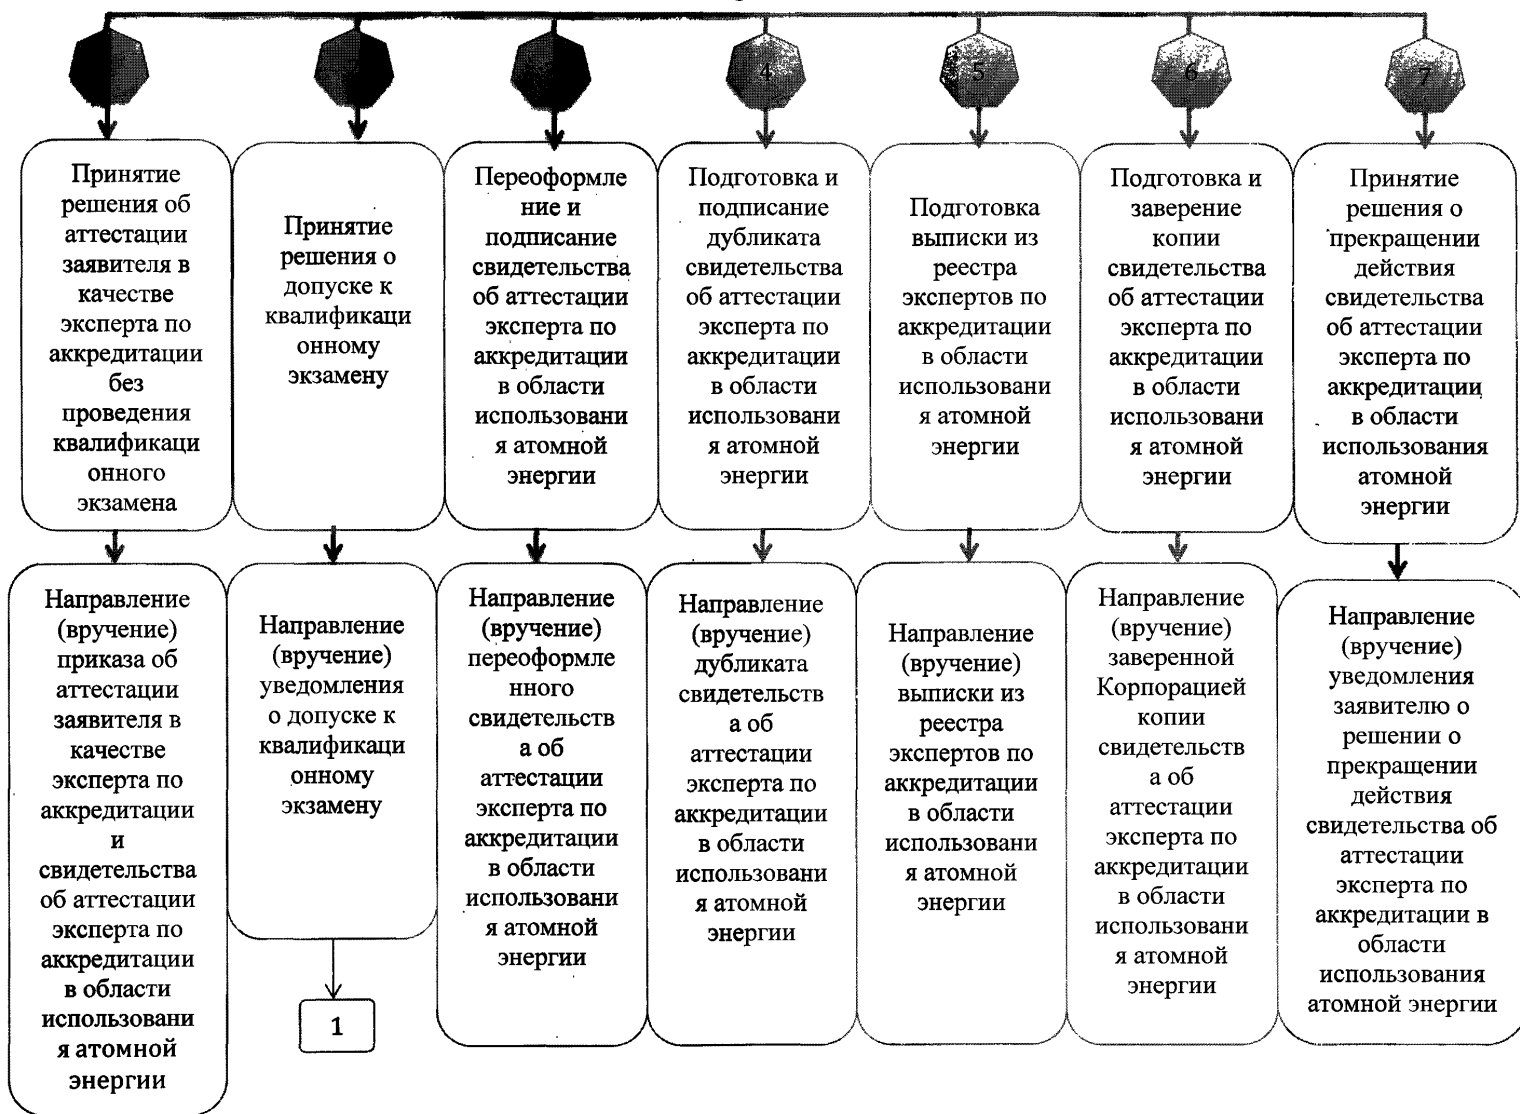 4
5
6
7
Принятие
решения об
аттестации
заявителя в
качестве
эксперта по
аккредитации
без
проведения
квалификаци
онного
экзамена
Принятие
решения о
допуске к
квалификаци
онному
экзамену
Переоформле
ние и
подписание
свидетельства
об аттестации
эксперта по
аккредитации
в области
использовани
я атомной
энергии
Подготовка и
подписание
дубликата
свидетельства
об аттестации
эксперта по
аккредитации
в области
использовани
я атомной
энергии
Подготовка
выписки из
реестра
экспертов по
аккредитации
в области
использовани
я атомной
энергии
Подготовка и
заверение
копии
свидетельства
об аттестации
эксперта по
аккредитации
в области
использовани
я атомной
энергии
Принятие
решения о
прекращении
действия
свидетельства
об аттестации
эксперта по
аккредитации
в области
использования
атомной
энергии
Направление
(вручение)
приказа об
аттестации
заявителя в
качестве
эксперта по
аккредитации
и
свидетельства
об аттестации
эксперта по
аккредитации
в области
использовани
я атомной
энергии
Направление
(вручение)
уведомления
о допуске к
квалификаци
онному
экзамену
1
Направление
(вручение)
переоформле
нного
свидетельств
а об
аттестации
эксперта по
аккредитации
в области
использовани
я атомной
энергии
Направление
(вручение)
дубликата
свидетельств
а об
аттестации
эксперта по
аккредитации
в области
использовани
я атомной
энергии
Направление
(вручение)
выписки из
реестра
экспертов по
аккредитации
в области
использовани
я атомной
энергии
Направление
(вручение)
заверенной
Корпорацией
копии
свидетельств
а об
аттестации
эксперта по
аккредитации
в области
использовани
я атомной
энергии
Направление
(вручение)
уведомления
заявителю о
решении о
прекращении
действия
свидетельства об
аттестации
эксперта по
аккредитации в
области
использования
атомной энергии